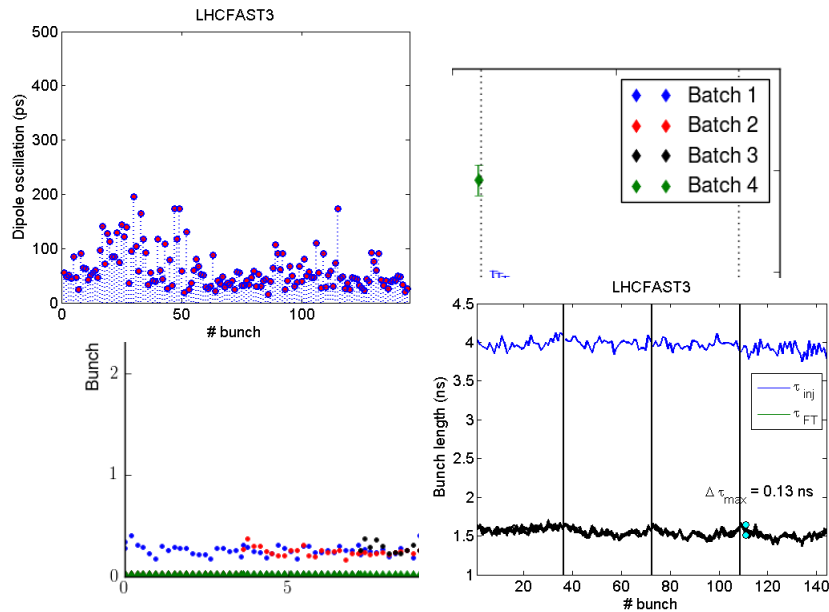 LHCFAST3
Dipole oscillation (ps)
500
400
300
200
100
0
0 50 100
# bunch
Batch 1
Batch 2
Batch 3
Batch 4
Bunch
2
1
0
0 5
LHCFAST3
Bunch length (ns)
4.5
4
3.5
3
2.5
2
1.5
1
τ inj
τ FT
Δ τmax = 0.13 ns
20 40 60 80 100 120 140
# bunch